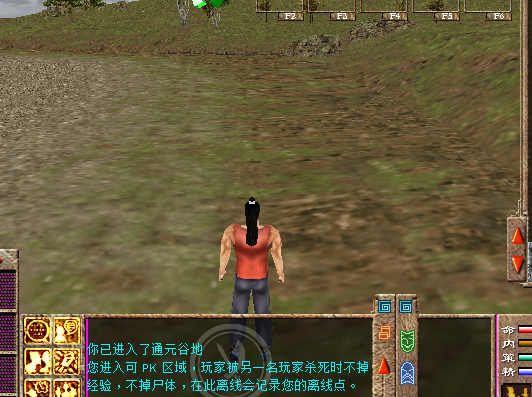 F2 F3 F4 F5 F6
你已进入了通元谷地
您进入可 PK 区域，玩家被另一名玩家杀死时不掉
经验，不掉尸体，在此离线会记录您的离线点。
命
内
策
精